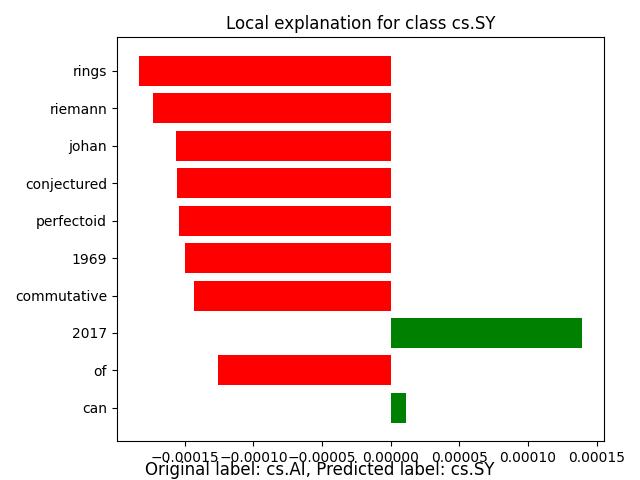 Local explanation for class cs.SY
rings
riemann
johan
conjectured
perfectoid
1969
commutative
2017
of
can
−0.00015 −0.00010 −0.00005 0.00000 0.00005 0.00010 0.00015
Original label: cs.AI, Predicted label: cs.SY